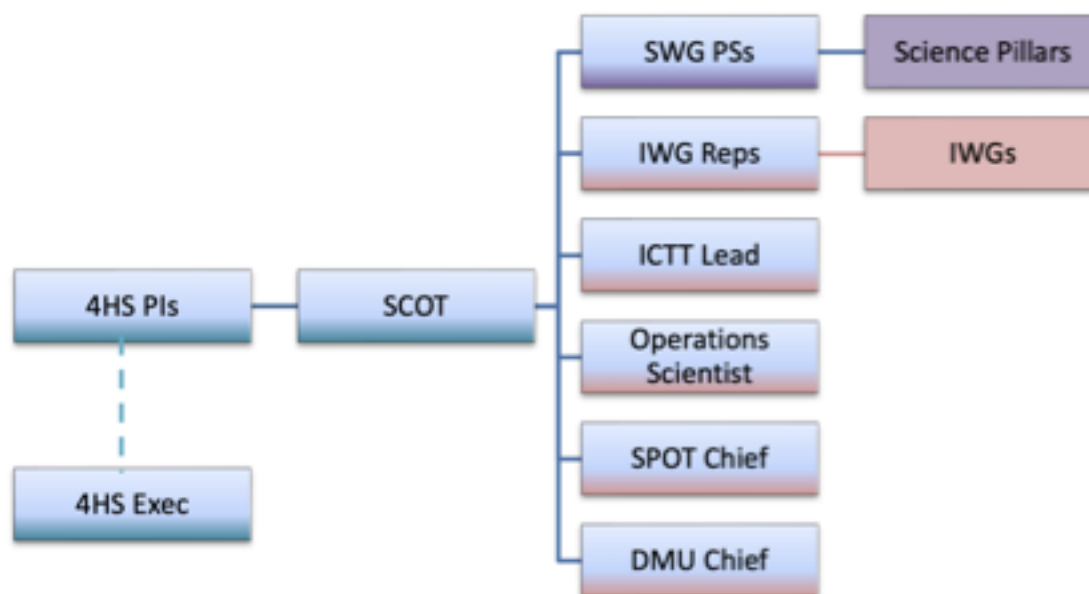 SWG PSs
Science Pillars
IWG Reps
IWGs
ICTT Lead
4HS PIs
SCOT
Operations
Scientist
SPOT Chief
4HS Exec
DMU Chief